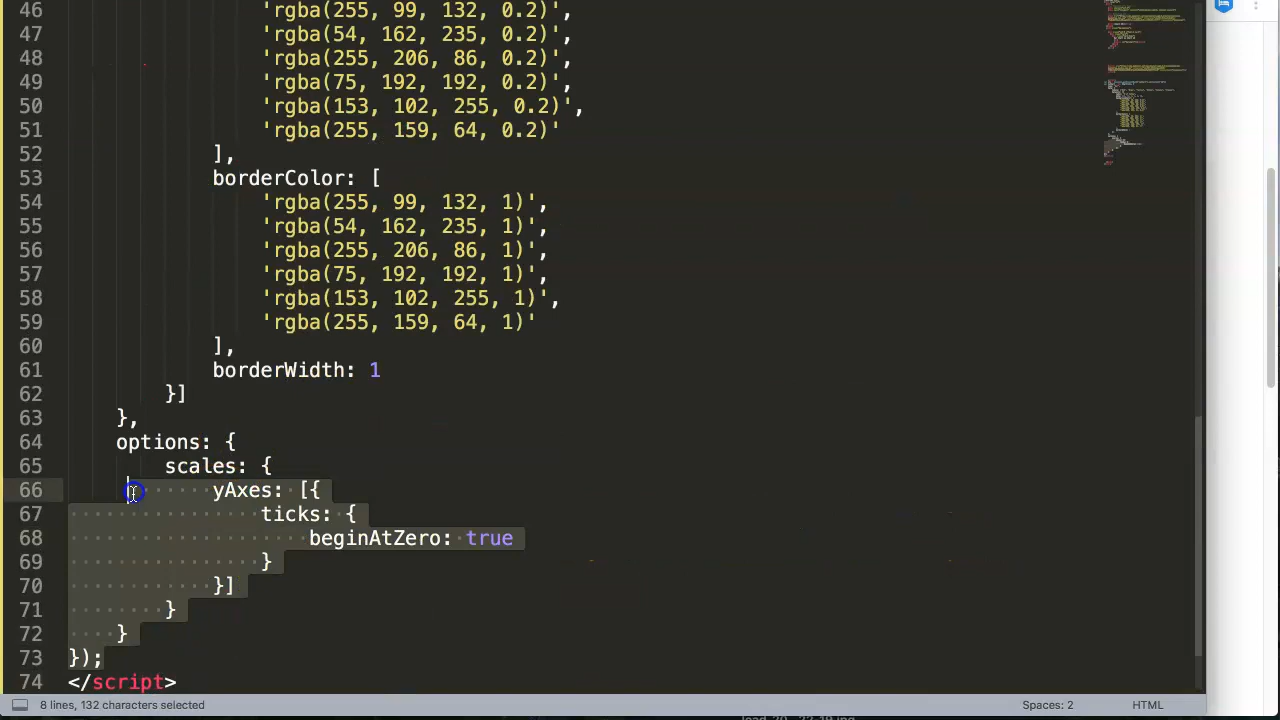 46 'rgba(255, 99, 132, 0.2)',
47 'rgba(54, 162, 235, 0.2)',
48 'rgba(255, 206, 86, 0.2)',
49 'rgba(75, 192, 192, 0.2)',
50 'rgba(153, 102, 255, 0.2)',
51 'rgba(255, 159, 64, 0.2)'
52 ],
53 borderColor: [
54 'rgba(255, 99, 132, 1)',
55 'rgba(54, 162, 235, 1)',
56 'rgba(255, 206, 86, 1)',
57 'rgba(75, 192, 192, 1)',
58 'rgba(153, 102, 255, 1)',
59 'rgba(255, 159, 64, 1)'
60 ],
61 borderWidth: 1
62 }]
63 },
64 options: {
65 scales: {
66 yAxes: [{
67 ticks: {
68 beginAtZero: true
69 }
70 }]
71 }
72 }
73 });
74 </script>
8 lines, 132 characters selected
Spaces: 2
HTML